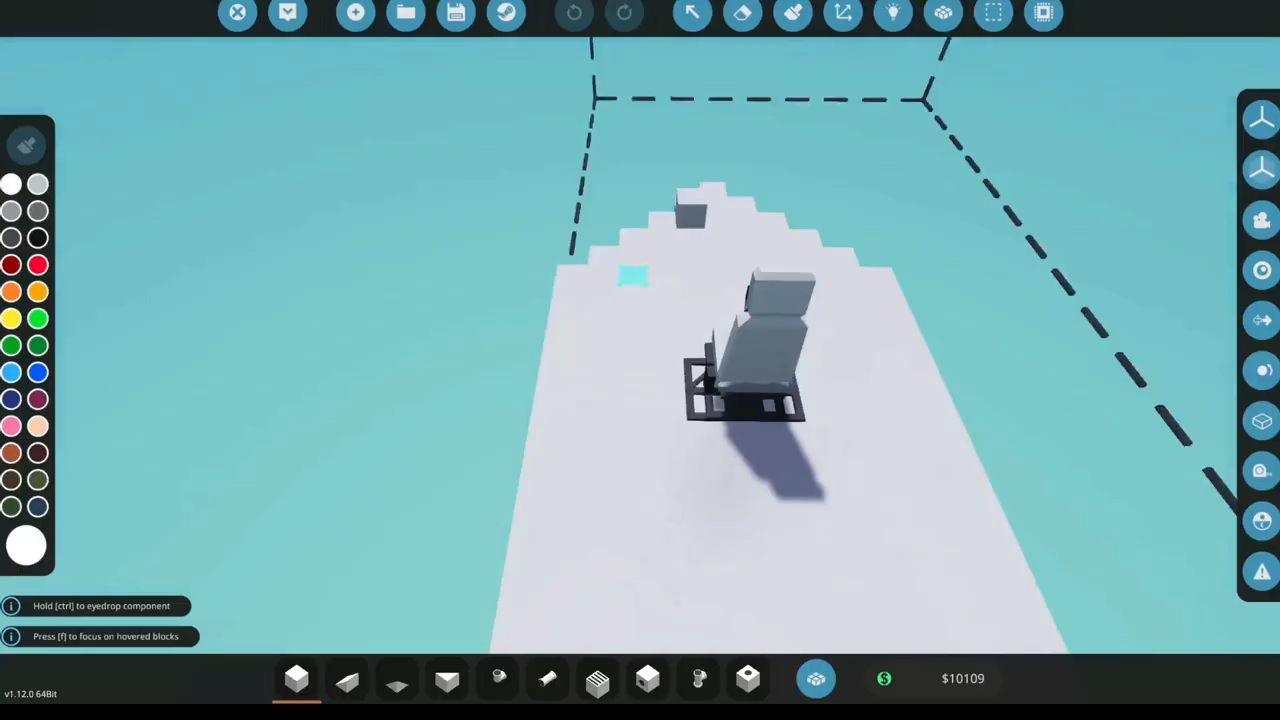 Hold [ctrl] to eyedrop component
Press [f] to focus on hovered blocks
v1.12.0 64Bit
$
$10109